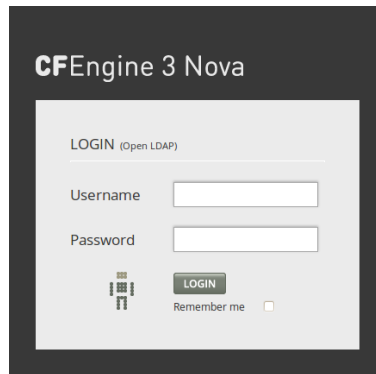 CFEngine 3 Nova
LOGIN (Open LDAP)
Username
Password
LOGIN
Remember me